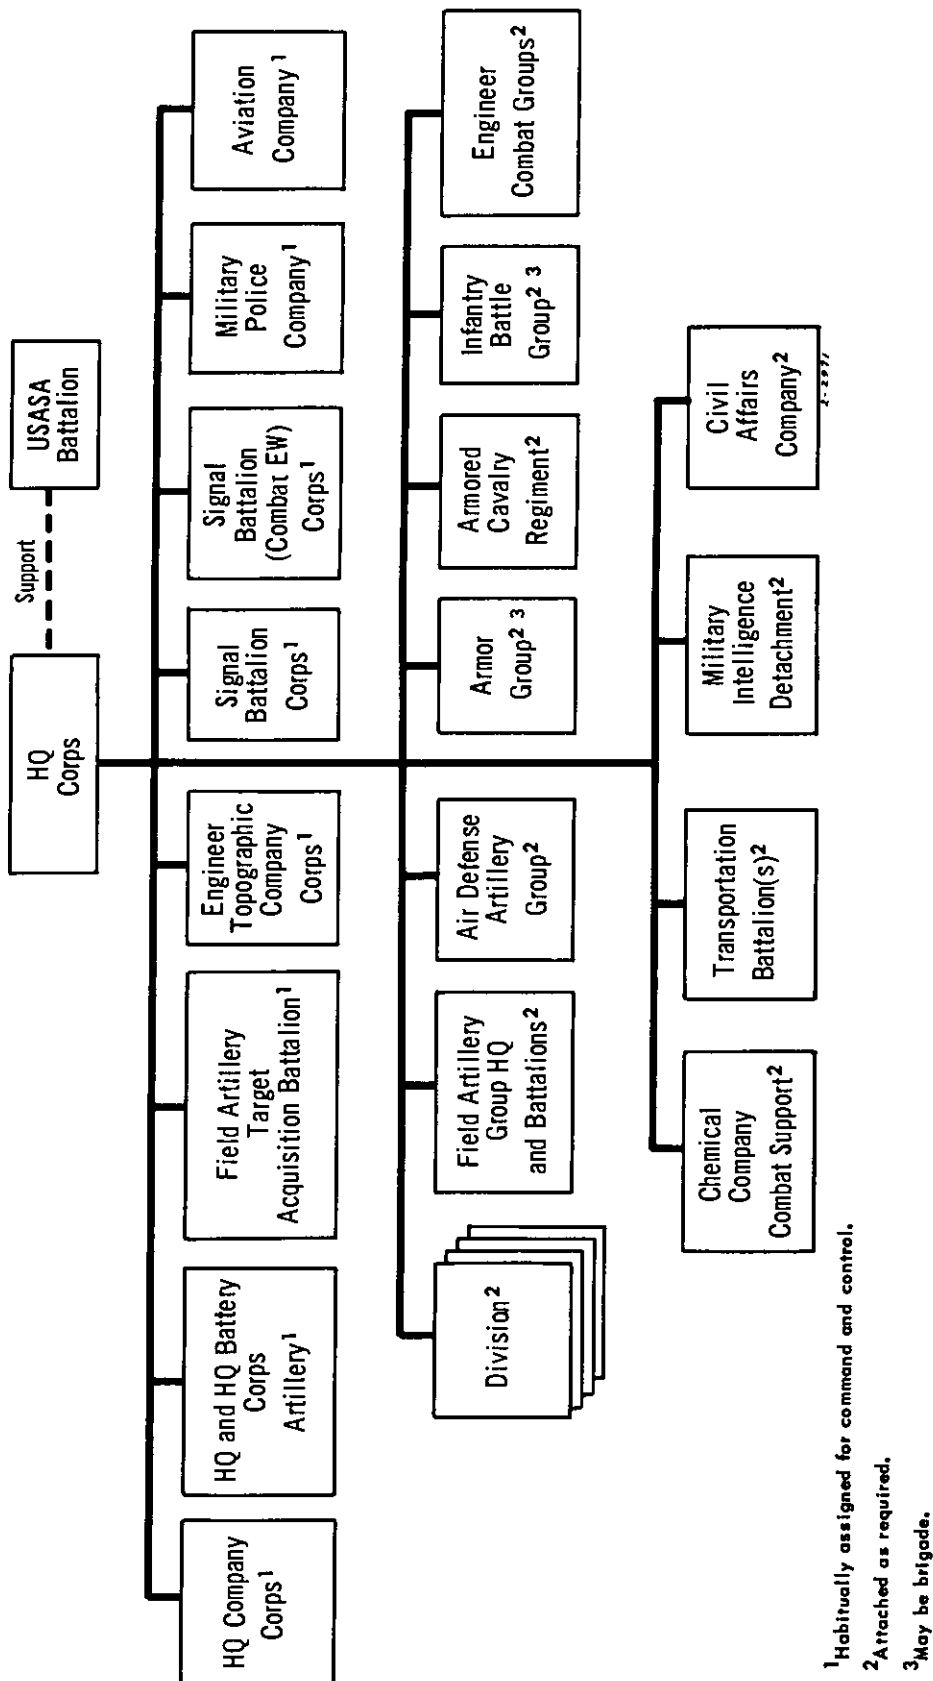 HQ
Corps
Support
USASA
Battalion
HQ Company
Corps¹
HQ and HQ Battery
Corps
Artillery¹
Field Artillery
Target
Acquisition Battalion¹
Engineer
Topographic
Company
Corps¹
Signal
Battalion
Corps¹
Signal
Battalion
(Combat EW)
Corps¹
Military
Police
Company¹
Aviation
Company¹
Division²
Field Artillery
Group HQ
and Battalions²
Air Defense
Artillery
Group²
Armor
Group² ³
Armored
Cavalry
Regiment²
Infantry
Battle
Group² ³
Engineer
Combat Groups²
Chemical
Company
Combat Support²
Transportation
Battalion(s)²
Military
Intelligence
Detachment²
Civil
Affairs
Company²
2-2971
¹Habitually assigned for command and control.
²Attached as required.
³May be brigade.